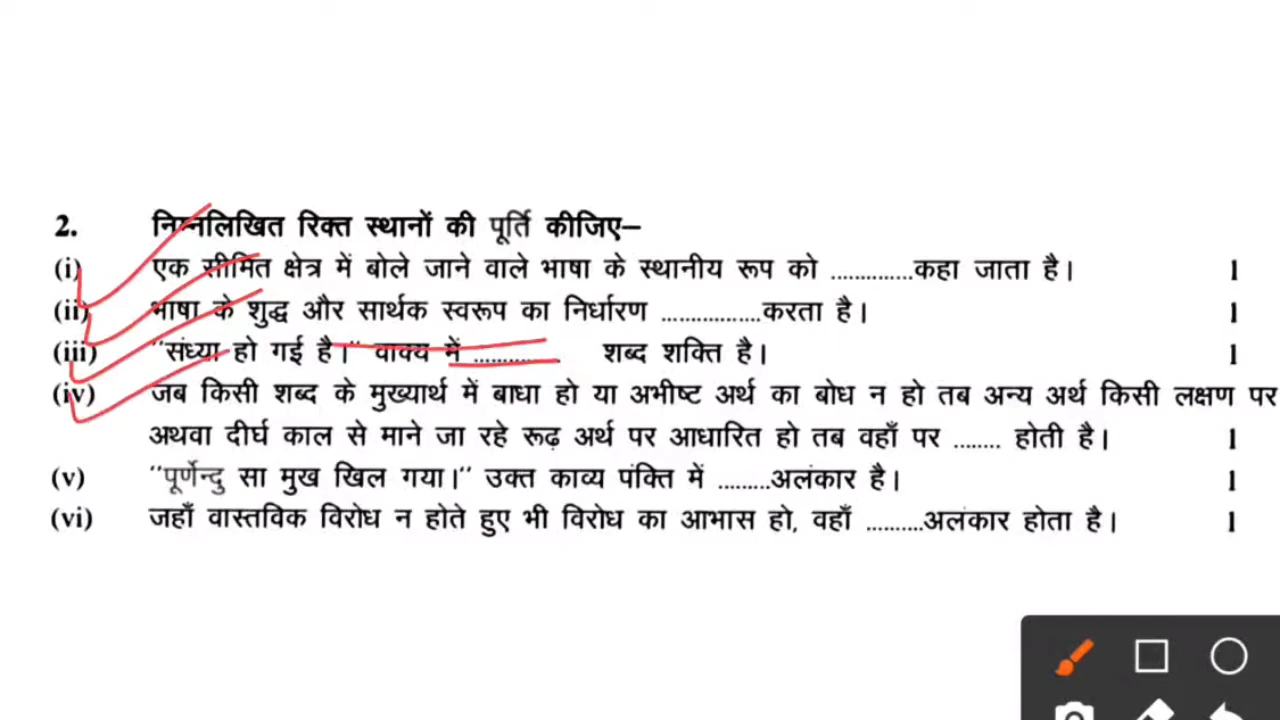 2. निम्नलिखित रिक्त स्थानों की पूर्ति कीजिए–
(i) एक सीमित क्षेत्र में बोले जाने वाले भाषा के स्थानीय रूप को .............कहा जाता है। 1
(ii) भाषा के शुद्ध और सार्थक स्वरूप का निर्धारण ................करता है। 1
(iii) "संध्या हो गई है।" वाक्य में ............. शब्द शक्ति है। 1
(iv) जब किसी शब्द के मुख्यार्थ में बाधा हो या अभीष्ट अर्थ का बोध न हो तब अन्य अर्थ किसी लक्षण पर
अथवा दीर्घ काल से माने जा रहे रूढ़ अर्थ पर आधारित हो तब वहाँ पर ........ होती है। 1
(v) "पूर्णेन्दु सा मुख खिल गया।" उक्त काव्य पंक्ति में .........अलंकार है। 1
(vi) जहाँ वास्तविक विरोध न होते हुए भी विरोध का आभास हो, वहाँ ..........अलंकार होता है। 1